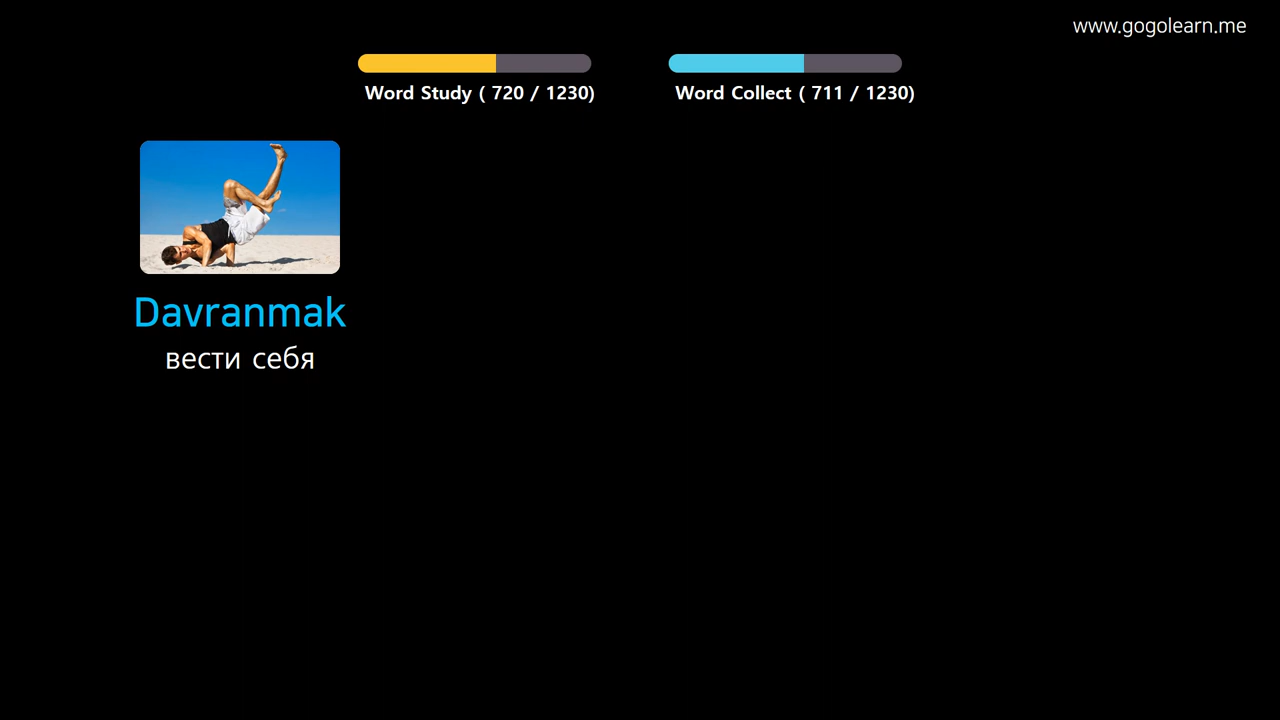 www.gogolearn.me
Word Study ( 720 / 1230)
Word Collect ( 711 / 1230)
Davranmak
вести себя